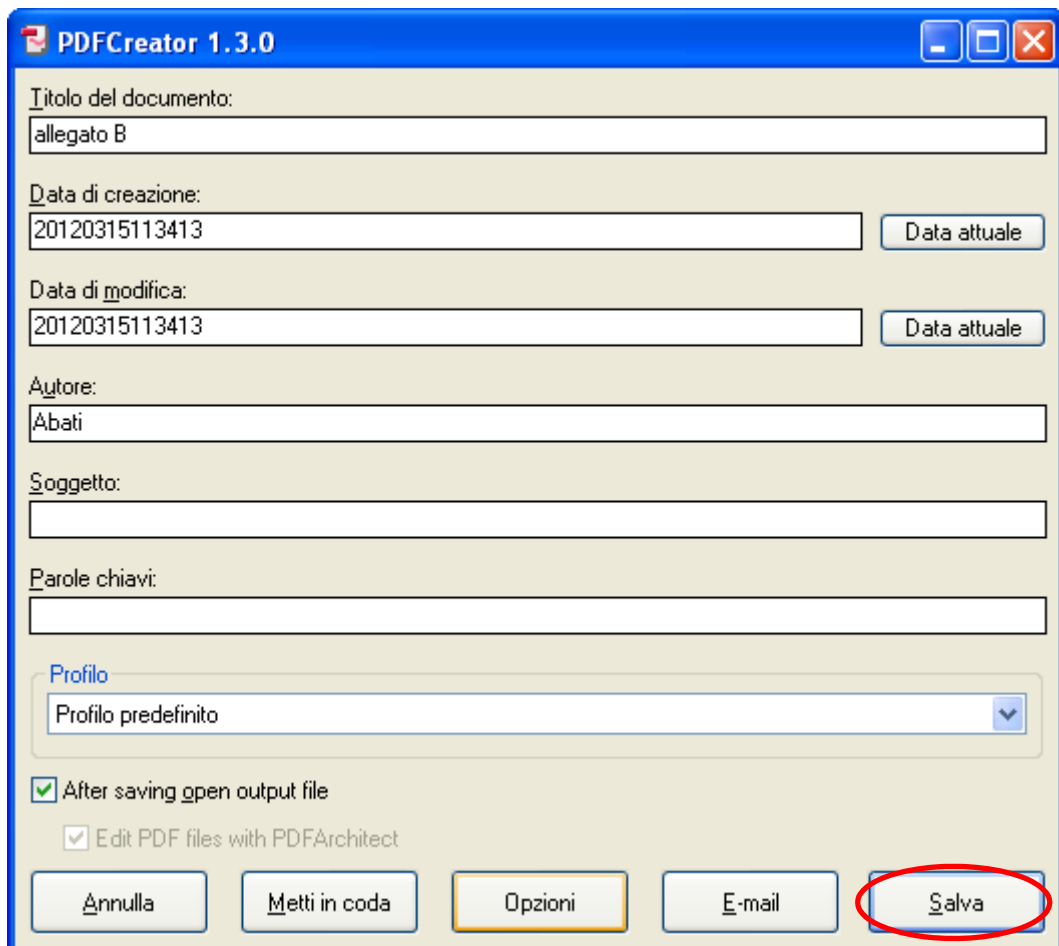 PDFCreator 1.3.0
Titolo del documento:
allegato B
Data di creazione:
20120315113413
Data attuale
Data di modifica:
20120315113413
Data attuale
Autore:
Abati
Soggetto:
Parole chiavi:
Profilo
Profilo predefinito
After saving open output file
Edit PDF files with PDFArchitect
Annulla
Metti in coda
Opzioni
E-mail
Salva